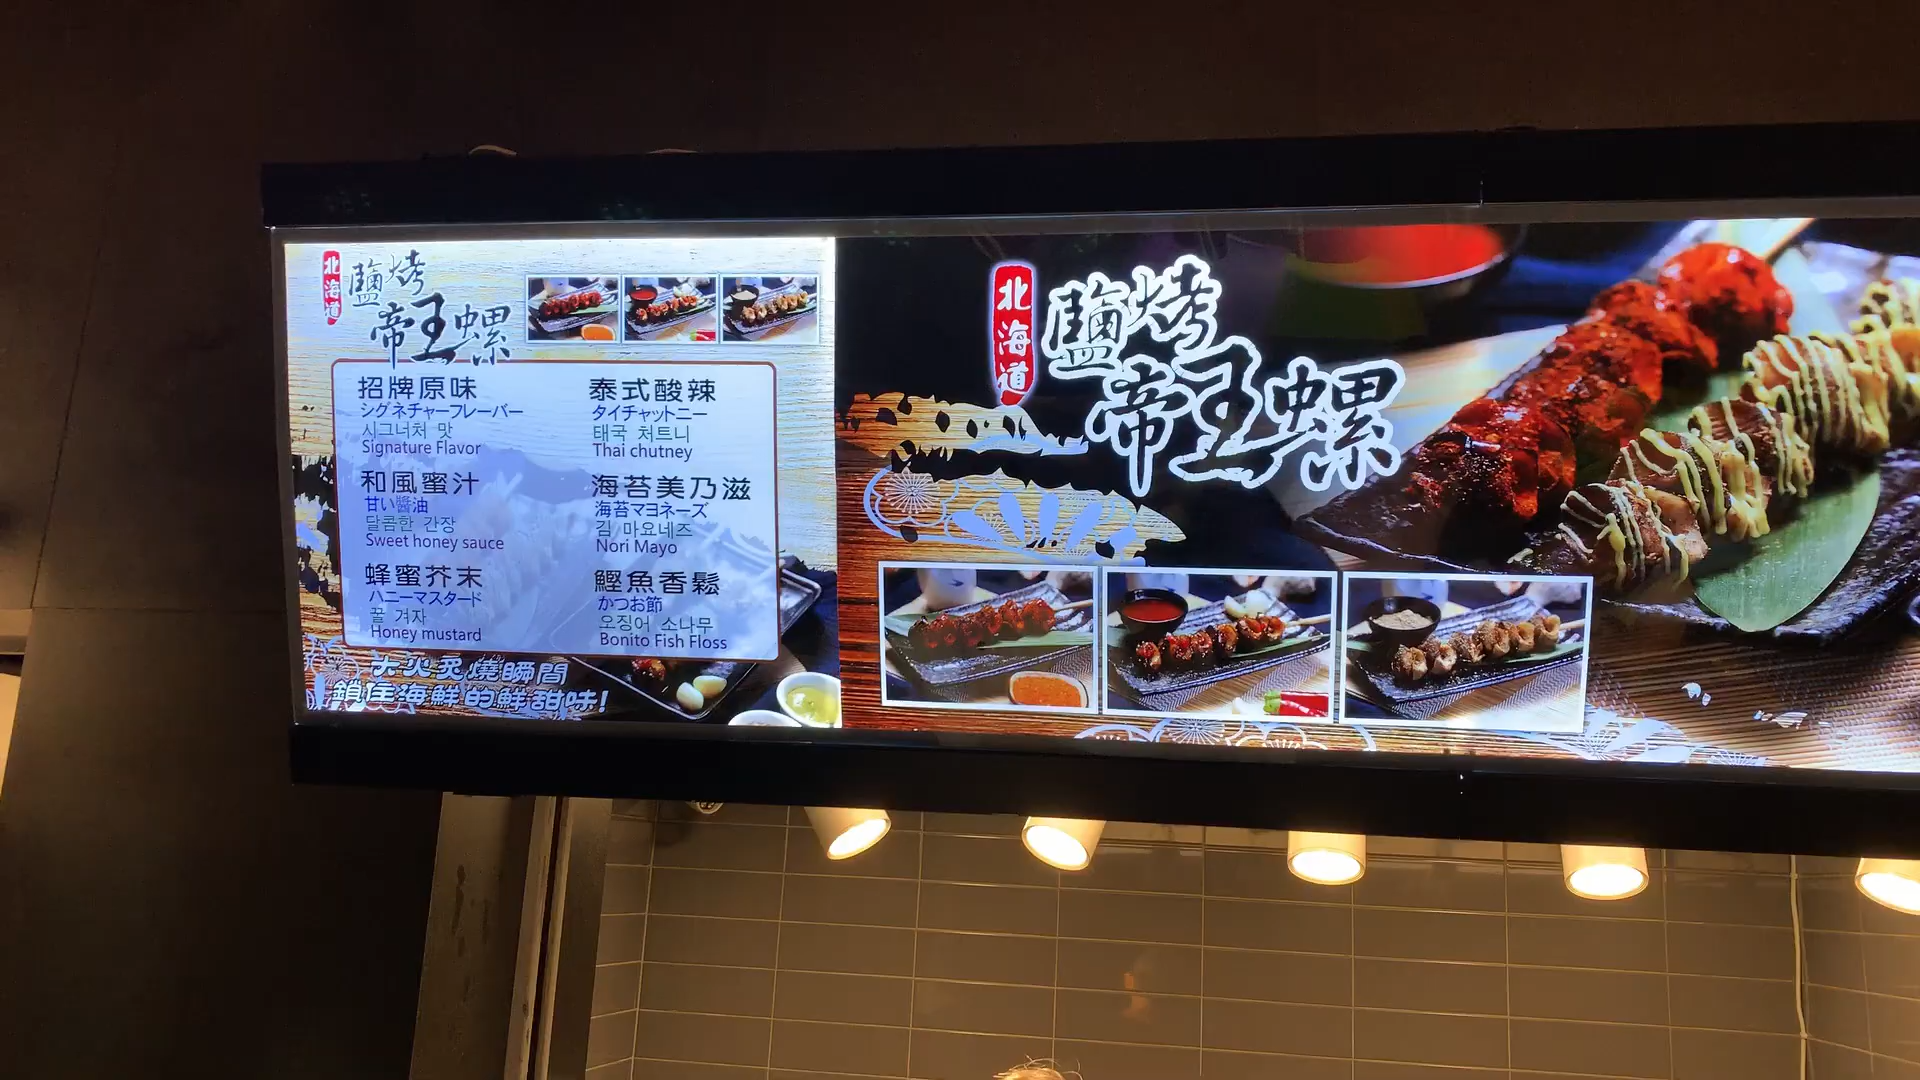 北海道
鹽烤
帝王螺
招牌原味
シグネチャーフレーバー
시그너처 맛
Signature Flavor
和風蜜汁
甘い醬油
달콤한 간장
Sweet honey sauce
蜂蜜芥末
ハニーマスタード
꿀 겨자
Honey mustard
泰式酸辣
タイチャットニー
태국 처트니
Thai chutney
海苔美乃滋
海苔マヨネーズ
김 마요네즈
Nori Mayo
鰹魚香鬆
かつお節
오징어 소나무
Bonito Fish Floss
大火炙燒瞬間
鎖住海鮮的鮮甜味!
北海道
鹽烤
帝王螺